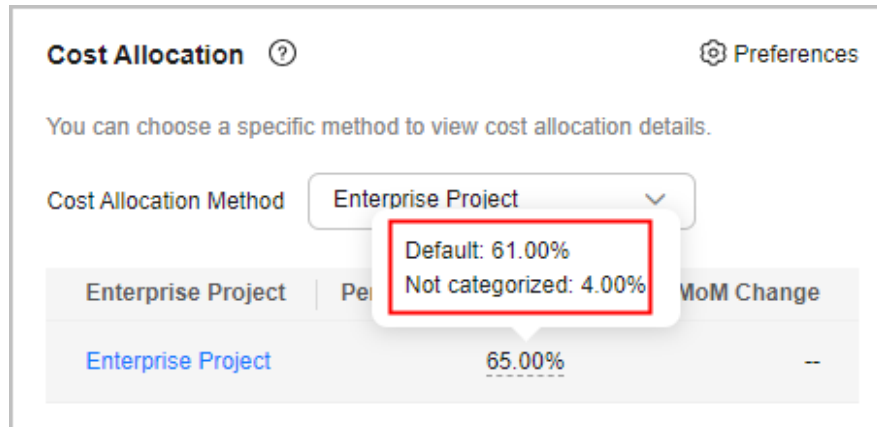 Cost Allocation ? Preferences
You can choose a specific method to view cost allocation details.
Cost Allocation Method Enterprise Project
Default: 61.00%
Not categorized: 4.00%
Enterprise Project MoM Change
Enterprise Project 65.00% --